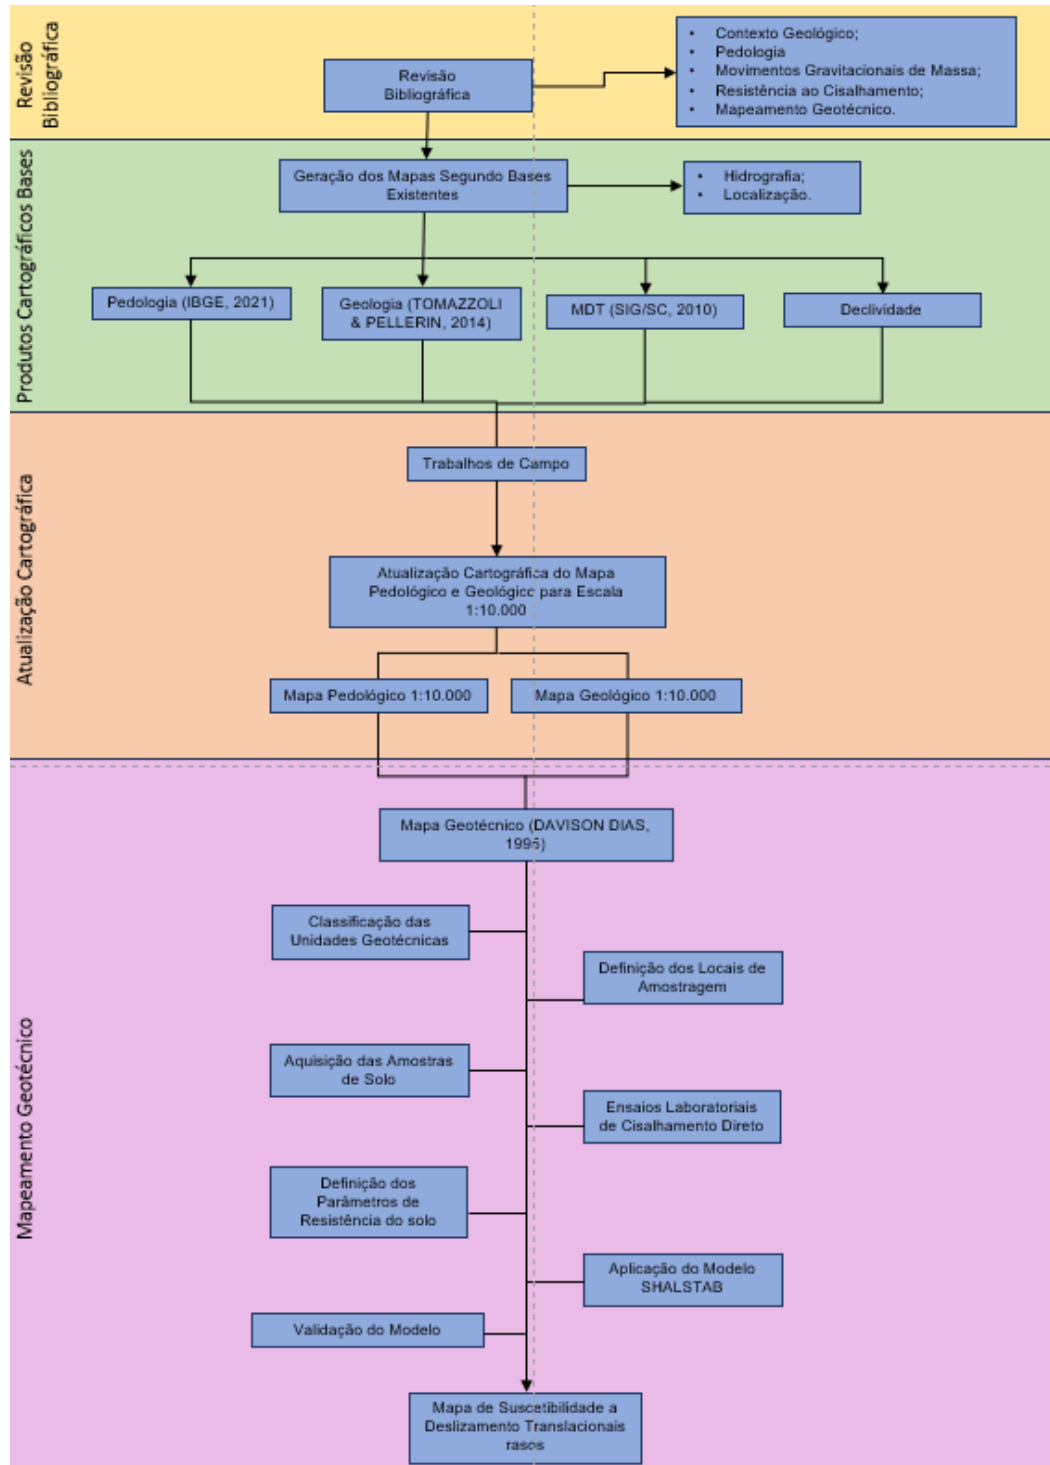 Revisão
Bibliográfica
Revisão
Bibliográfica
• Contexto Geológico;
• Pedologia
• Movimentos Gravitacionais de Massa;
• Resistência ao Cisalhamento;
• Mapeamento Geotécnico.
Produtos Cartográficos Bases
Geração dos Mapas Segundo Bases
Existentes
• Hidrografia;
• Localização.
Pedologia (IBGE, 2021)
Geologia (TOMAZZOLI
& PELLERIN, 2014)
MDT (SIG/SC, 2010)
Declividade
Atualização Cartográfica
Trabalhos de Campo
Atualização Cartográfica do Mapa
Pedológico e Geológico para Escala
1:10.000
Mapa Pedológico 1:10.000
Mapa Geológico 1:10.000
Mapeamento Geotécnico
Mapa Geotécnico (DAVISON DIAS,
1995)
Classificação das
Unidades Geotécnicas
Definição dos Locais de
Amostragem
Aquisição das Amostras
de Solo
Ensaios Laboratoriais
de Cisalhamento Direto
Definição dos
Parâmetros de
Resistência do solo
Aplicação do Modelo
SHALSTAB
Validação do Modelo
Mapa de Suscetibilidade a
Deslizamento Translacionais
rasos